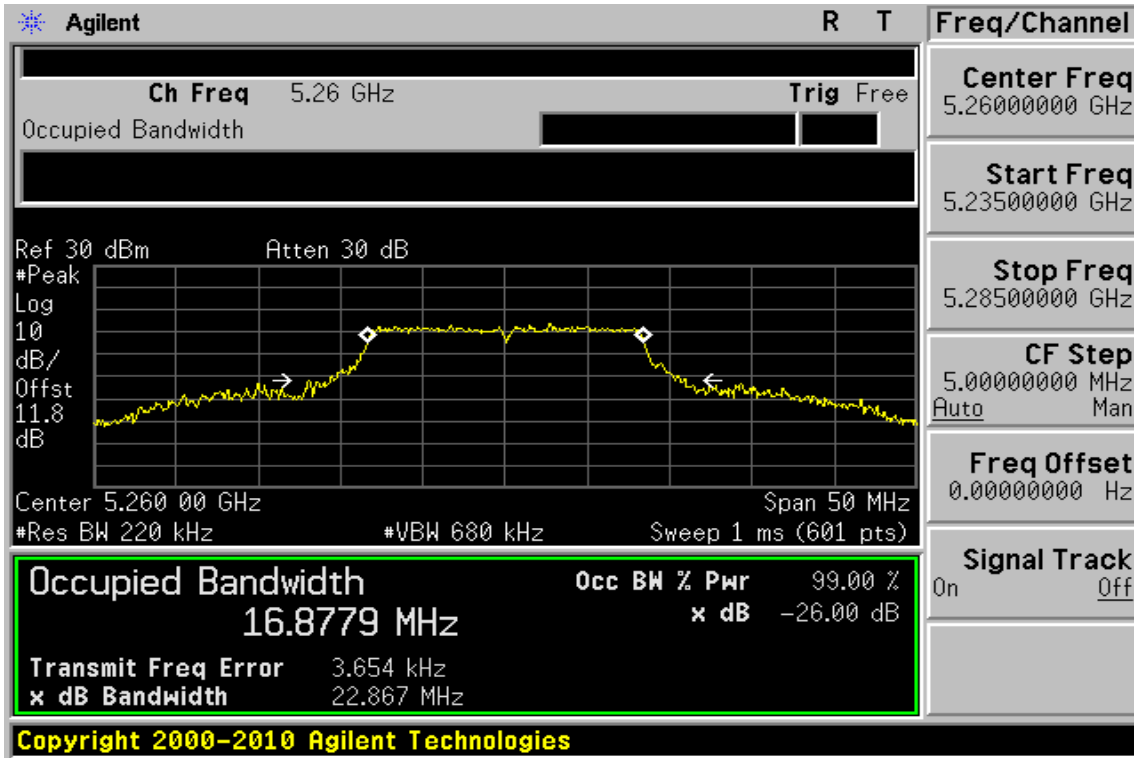 Agilent R T
Ch Freq 5.26 GHz Trig Free
Occupied Bandwidth
Ref 30 dBm Atten 30 dB
#Peak
Log
10
dB/
Offst
11.8
dB
Center 5.260 00 GHz Span 50 MHz
#Res BW 220 kHz #VBW 680 kHz Sweep 1 ms (601 pts)
Occupied Bandwidth Occ BW % Pwr 99.00 %
16.8779 MHz x dB -26.00 dB
Transmit Freq Error 3.654 kHz
x dB Bandwidth 22.867 MHz
Copyright 2000-2010 Agilent Technologies
Freq/Channel
Center Freq
5.26000000 GHz
Start Freq
5.23500000 GHz
Stop Freq
5.28500000 GHz
CF Step
5.00000000 MHz
Auto Man
Freq Offset
0.00000000 Hz
Signal Track
On Off